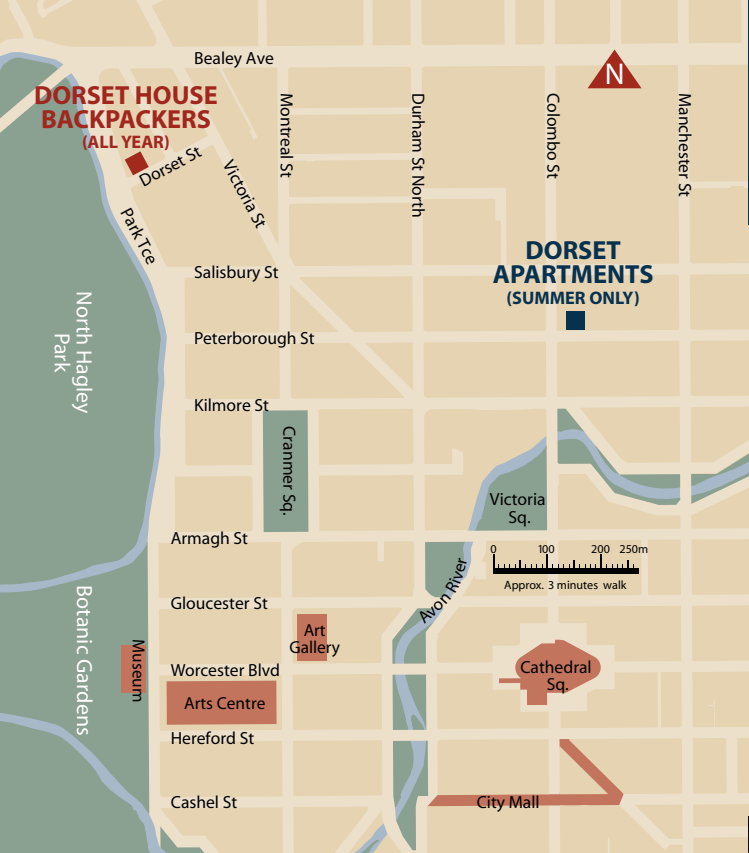 Bealey Ave
N
DORSET HOUSE
BACKPACKERS
(ALL YEAR)
Dorset St
Victoria St
Montreal St
Durham St North
Colombo St
Manchester St
Park Tce
DORSET
APARTMENTS
(SUMMER ONLY)
Salisbury St
North Hagley
Park
Peterborough St
Kilmore St
Cranmer Sq.
Victoria
Sq.
Armagh St
0 100 200 250m
Approx. 3 minutes walk
Avon River
Botanic Gardens
Gloucester St
Art
Gallery
Museum
Worcester Blvd
Cathedral
Sq.
Arts Centre
Hereford St
Cashel St
City Mall